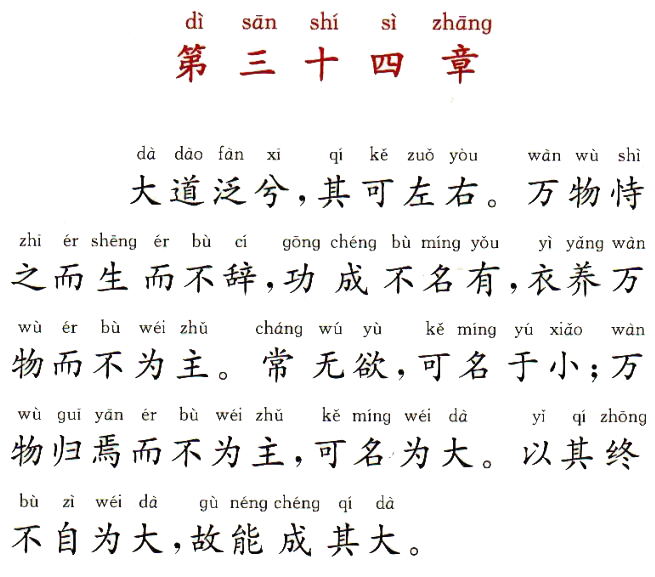 dì sān shí sì zhāng
第三十四章
dà dào fàn xī qí kě zuǒ yòu wàn wù shì
大道泛兮，其可左右。万物恃
zhī ér shēng ér bù cí gōng chéng bù míng yǒu yì yǎng wàn
之而生而不辞，功成不名有，衣养万
wù ér bù wéi zhǔ cháng wú yù kě míng yú xiǎo wàn
物而不为主。常无欲，可名于小；万
wù guī yān ér bù wéi zhǔ kě míng wéi dà yǐ qí zhōng
物归焉而不为主，可名为大。以其终
bù zì wéi dà gù néng chéng qí dà
不自为大，故能成其大。